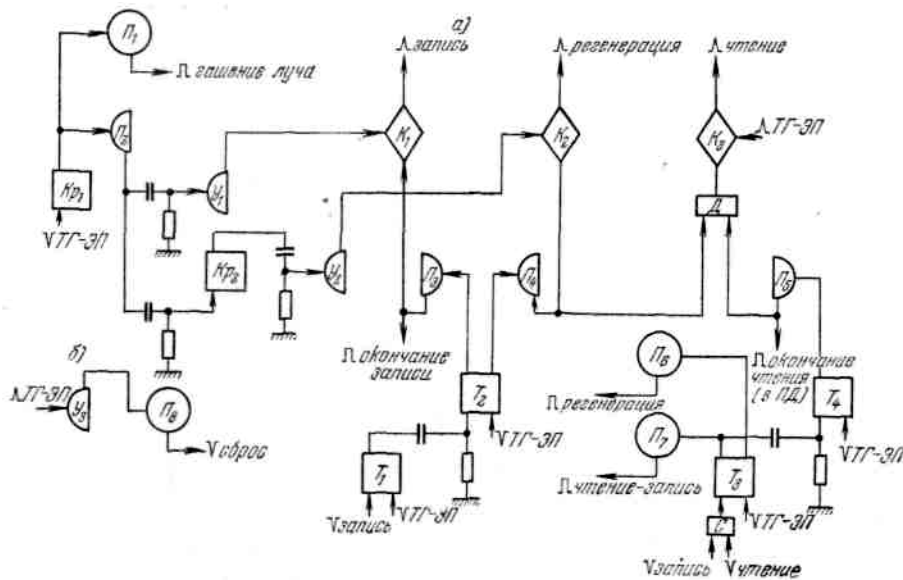 а)
П₁
Л запись
Л регенерация
Л чтение
П гашение луча
П₂
К₁
К₂
К₃
Л ТГ-ЭП
Кр₁
У₁
Д
V ТГ-ЭП
Кр₂
У₂
П₃
П₄
П₅
б)
П окончание записи
П₆
П окончание чтения (в ПД)
Л ТГ-ЭП
У₃
П₈
Т₂
П регенерация
Т₄
V сброс
V ТГ-ЭП
П₇
Т₁
Т₃
V ТГ-ЭП
П чтение-запись
V запись
V ТГ-ЭП
V ТГ-ЭП
С
V запись
V чтение